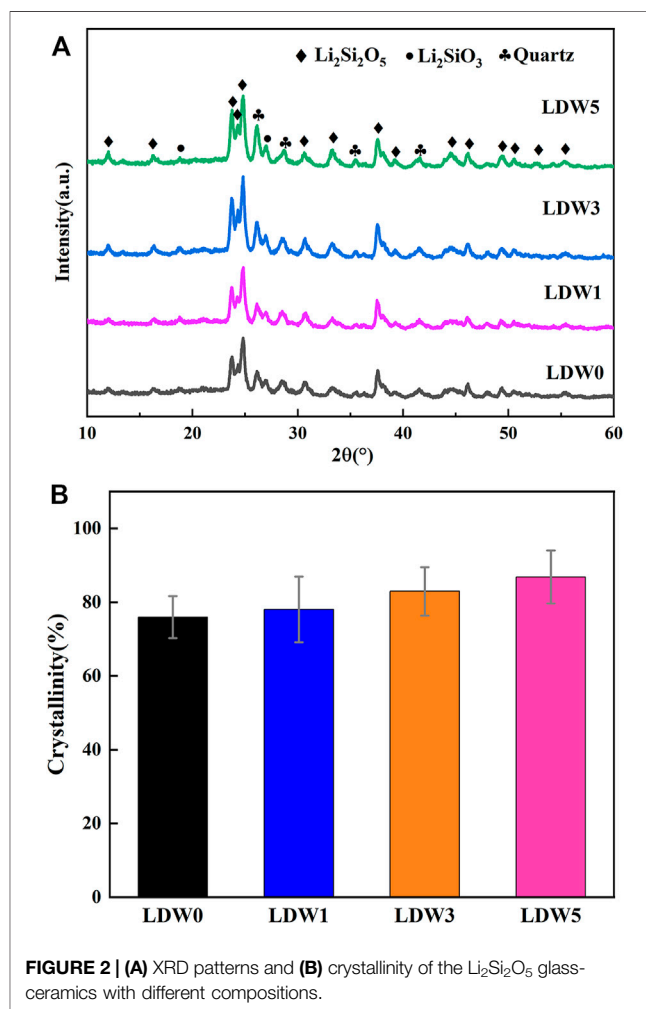 A
♦ Li₂Si₂O₅ • Li₂SiO₃ ♣ Quartz
LDW5
LDW3
LDW1
LDW0
Intensity(a.u.)
10 20 30 40 50 60
2θ(°)
B
100
80
60
40
20
0
Crystallinity(%)
LDW0 LDW1 LDW3 LDW5
FIGURE 2 | (A) XRD patterns and (B) crystallinity of the Li₂Si₂O₅ glass-
ceramics with different compositions.